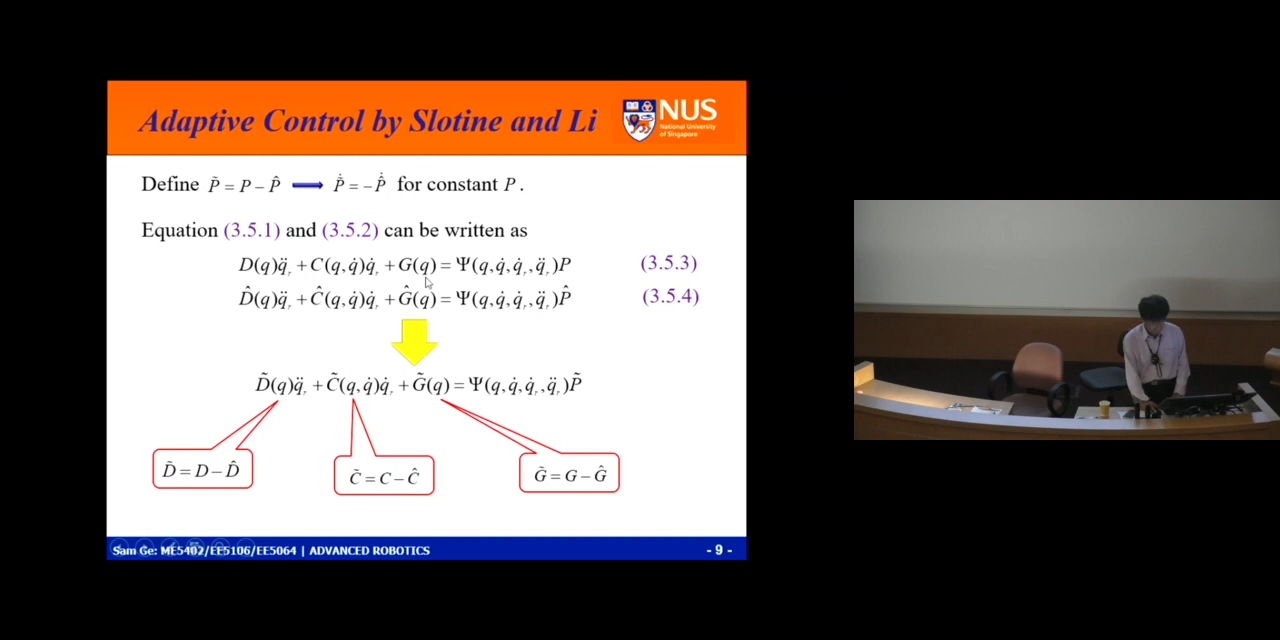 Adaptive Control by Slotine and Li
NUS
National University
of Singapore
Define P̃ = P − P̂ ⟶ P̃̇ = −P̂̇ for constant P.
Equation (3.5.1) and (3.5.2) can be written as
D(q)q̈ᵣ + C(q, q̇)q̇ᵣ + G(q) = Ψ(q, q̇, q̇ᵣ, q̈ᵣ)P (3.5.3)
D̂(q)q̈ᵣ + Ĉ(q, q̇)q̇ᵣ + Ĝ(q) = Ψ(q, q̇, q̇ᵣ, q̈ᵣ)P̂ (3.5.4)
D̃(q)q̈ᵣ + C̃(q, q̇)q̇ᵣ + G̃(q) = Ψ(q, q̇, q̇ᵣ, q̈ᵣ)P̃
D̃ = D − D̂
C̃ = C − Ĉ
G̃ = G − Ĝ
Sam Ge: ME5402/EE5106/EE5064 | ADVANCED ROBOTICS
- 9 -